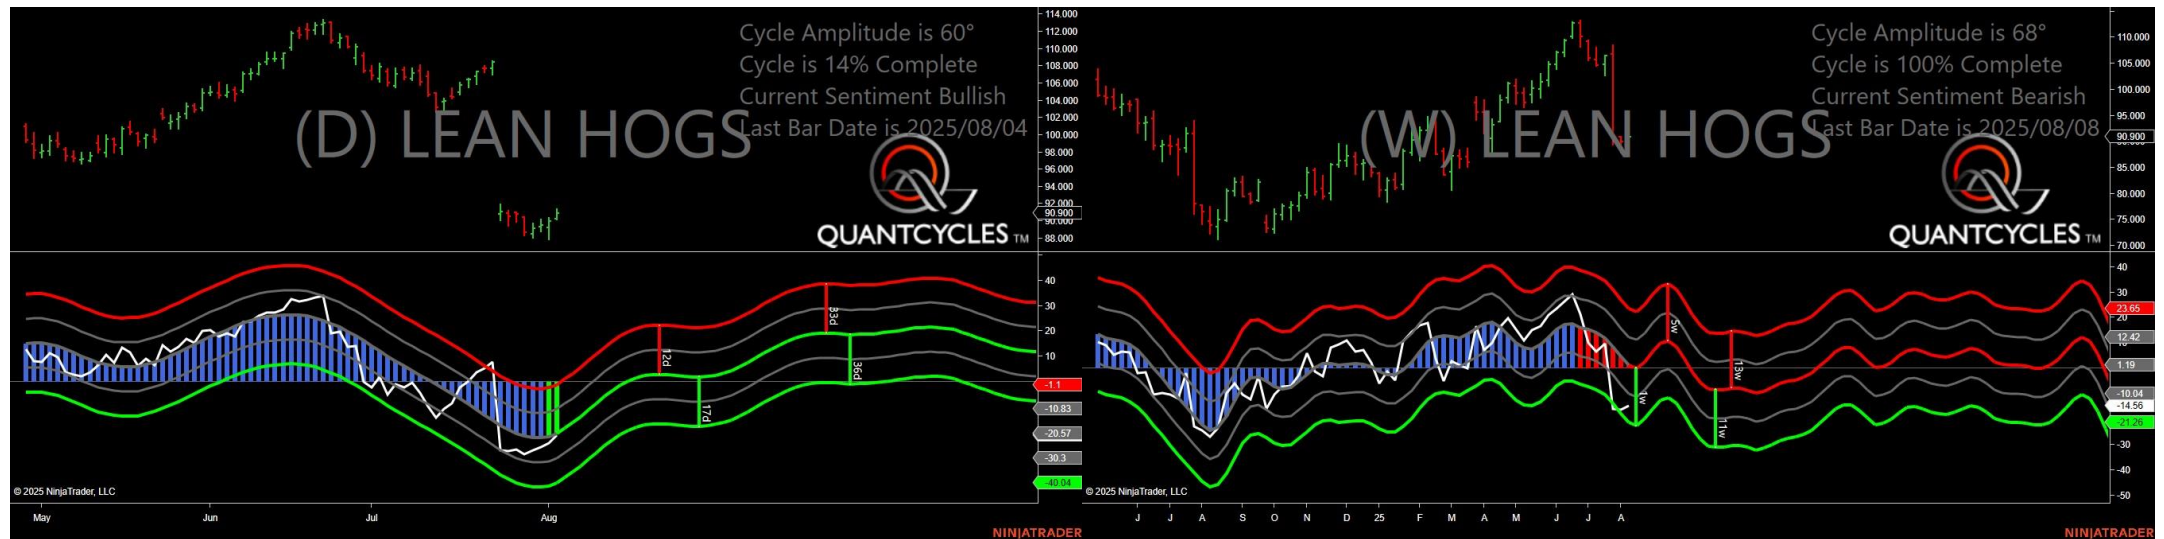 Cycle Amplitude is 60°
Cycle is 14% Complete
Current Sentiment Bullish
Last Bar Date is 2025/08/04
(D) LEAN HOGS
QUANTCYCLES TM
114.000
112.000
110.000
108.000
106.000
104.000
102.000
100.000
98.000
96.000
94.000
92.000
90.900
90.000
88.000
40
30
20
10
-1.1
-10.83
-20.57
-30.3
-40.04
12d
17d
33d
36d
© 2025 NinjaTrader, LLC
May
Jun
Jul
Aug
NINJATRADER
Cycle Amplitude is 68°
Cycle is 100% Complete
Current Sentiment Bearish
Last Bar Date is 2025/08/08
(W) LEAN HOGS
QUANTCYCLES TM
110.000
105.000
100.000
95.000
90.900
85.000
80.000
75.000
70.000
40
30
23.65
20
12.42
1.19
-10.04
-14.56
-21.26
-30
-40
-50
5w
1w
13w
11w
© 2025 NinjaTrader, LLC
J
J
A
S
O
N
D
25
F
M
A
M
J
J
A
NINJATRADER